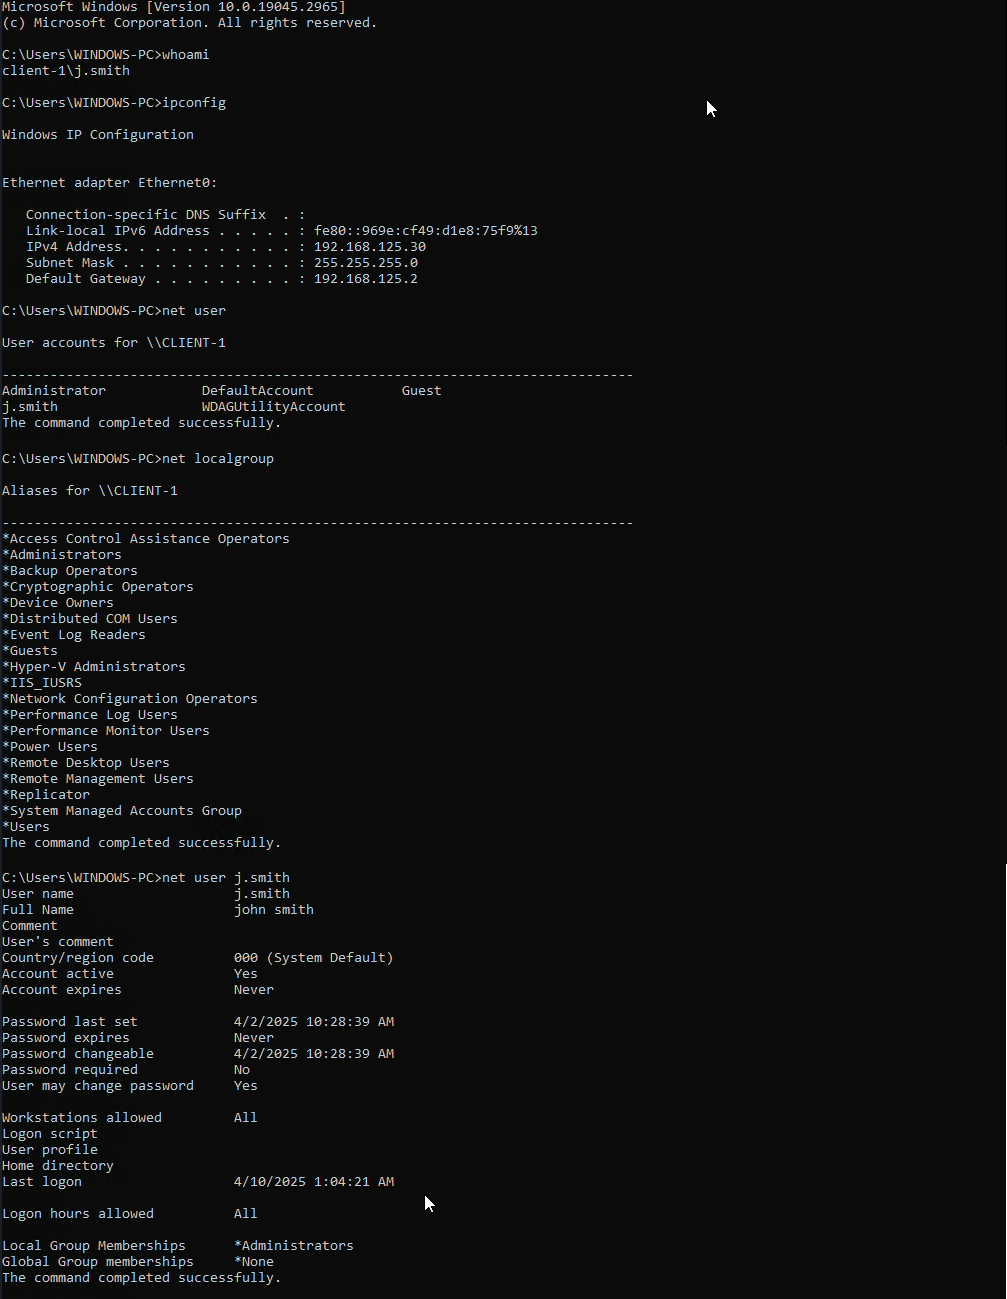 Microsoft Windows [Version 10.0.19045.2965]
(c) Microsoft Corporation. All rights reserved.
C:\Users\WINDOWS-PC>whoami
client-1\j.smith
C:\Users\WINDOWS-PC>ipconfig
Windows IP Configuration
Ethernet adapter Ethernet0:
   Connection-specific DNS Suffix  . :
   Link-local IPv6 Address . . . . . : fe80::969e:cf49:d1e8:75f9%13
   IPv4 Address. . . . . . . . . . . : 192.168.125.30
   Subnet Mask . . . . . . . . . . . : 255.255.255.0
   Default Gateway . . . . . . . . . : 192.168.125.2
C:\Users\WINDOWS-PC>net user
User accounts for \\CLIENT-1
-------------------------------------------------------------------------------
Administrator            DefaultAccount           Guest
j.smith                  WDAGUtilityAccount
The command completed successfully.
C:\Users\WINDOWS-PC>net localgroup
Aliases for \\CLIENT-1
-------------------------------------------------------------------------------
*Access Control Assistance Operators
*Administrators
*Backup Operators
*Cryptographic Operators
*Device Owners
*Distributed COM Users
*Event Log Readers
*Guests
*Hyper-V Administrators
*IIS_IUSRS
*Network Configuration Operators
*Performance Log Users
*Performance Monitor Users
*Power Users
*Remote Desktop Users
*Remote Management Users
*Replicator
*System Managed Accounts Group
*Users
The command completed successfully.
C:\Users\WINDOWS-PC>net user j.smith
User name                    j.smith
Full Name                    john smith
Comment
User's comment
Country/region code          000 (System Default)
Account active               Yes
Account expires              Never
Password last set            4/2/2025 10:28:39 AM
Password expires             Never
Password changeable          4/2/2025 10:28:39 AM
Password required            No
User may change password     Yes
Workstations allowed         All
Logon script
User profile
Home directory
Last logon                   4/10/2025 1:04:21 AM
Logon hours allowed          All
Local Group Memberships      *Administrators
Global Group memberships     *None
The command completed successfully.